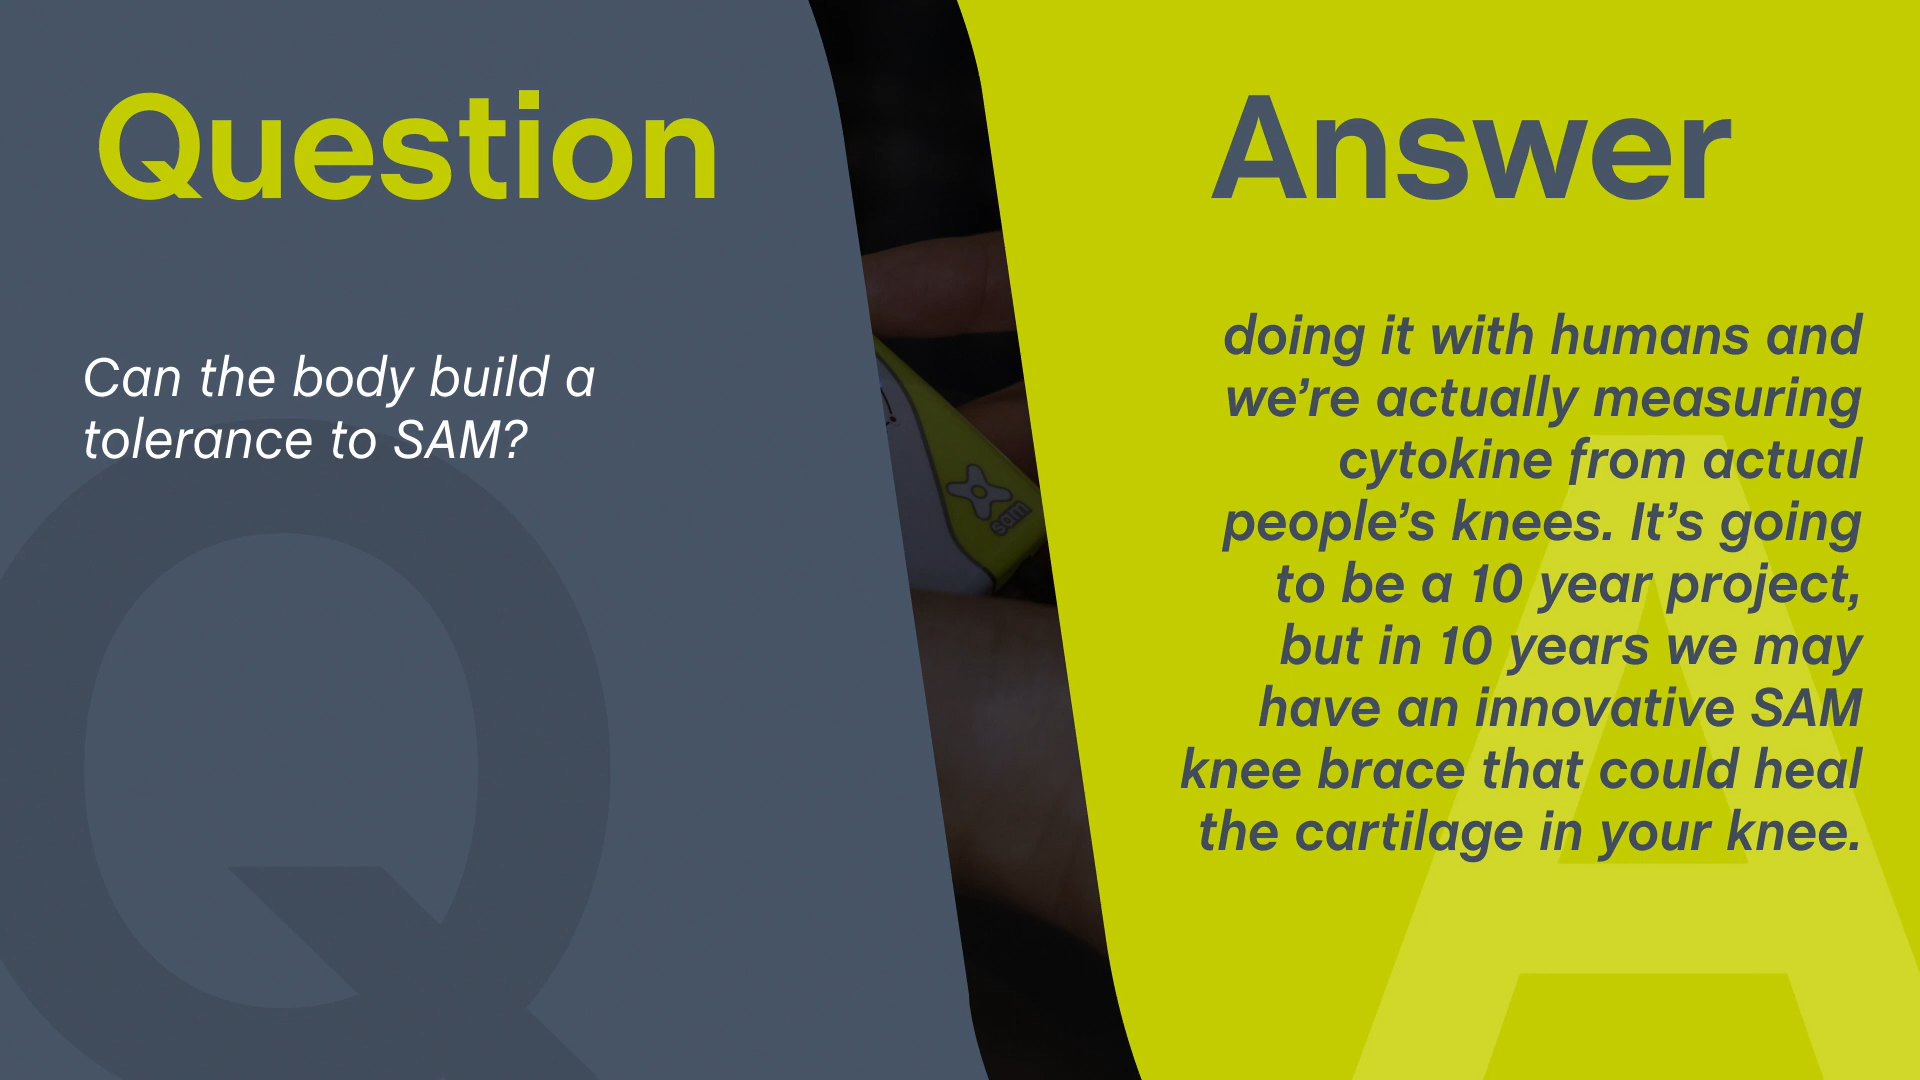 Question
Can the body build a
tolerance to SAM?
sam
Answer
doing it with humans and
we’re actually measuring
cytokine from actual
people’s knees. It’s going
to be a 10 year project,
but in 10 years we may
have an innovative SAM
knee brace that could heal
the cartilage in your knee.
Q
A